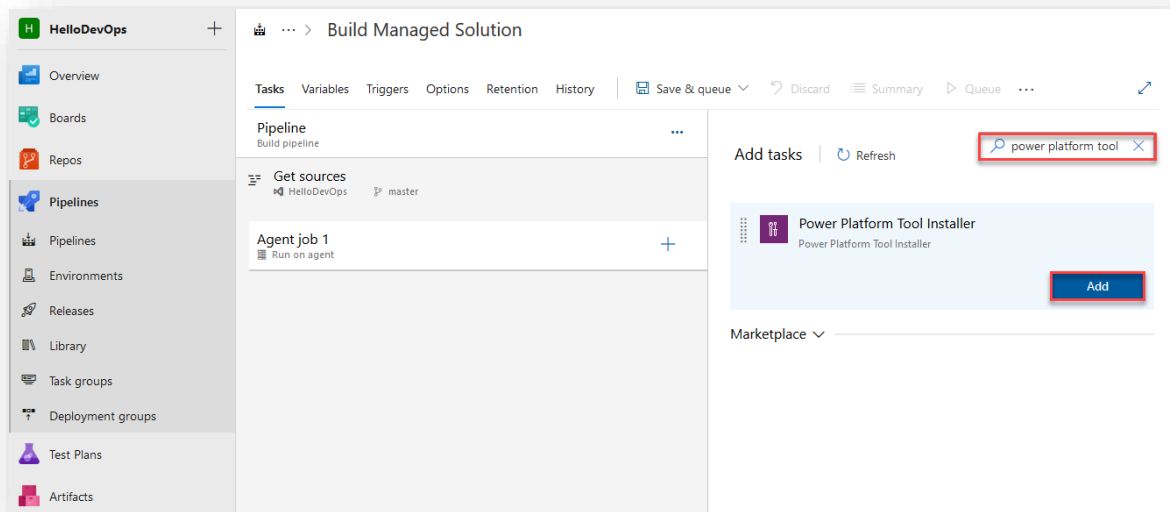 H HelloDevOps
Overview
Boards
Repos
Pipelines
Pipelines
Environments
Releases
Library
Task groups
Deployment groups
Test Plans
Artifacts
··· > Build Managed Solution
Tasks Variables Triggers Options Retention History Save & queue Discard Summary Queue ···
Pipeline ···
Build pipeline
Get sources
HelloDevOps master
Agent job 1
Run on agent
Add tasks Refresh power platform tool
Power Platform Tool Installer
Power Platform Tool Installer
Add
Marketplace